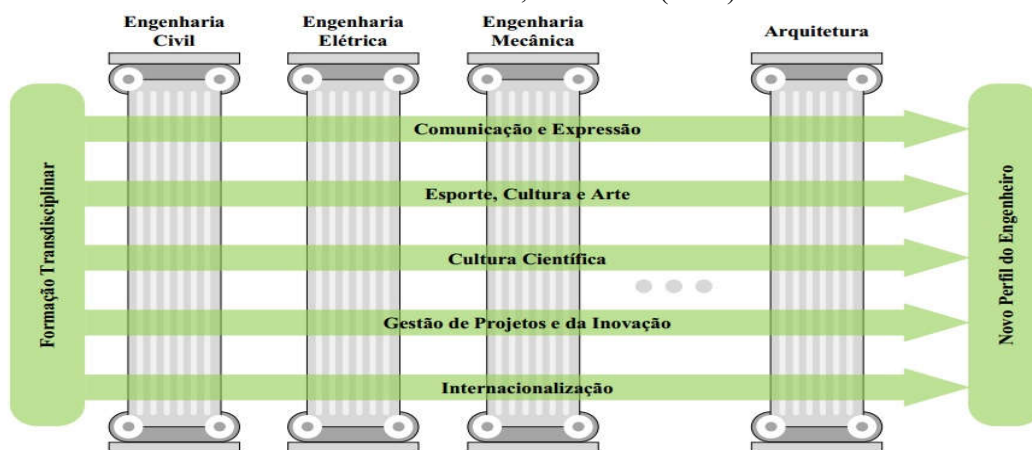 Engenharia
Civil
Engenharia
Elétrica
Engenharia
Mecânica
Arquitetura
Formação Transdisciplinar
Comunicação e Expressão
Esporte, Cultura e Arte
Cultura Científica
Gestão de Projetos e da Inovação
Internacionalização
Novo Perfil do Engenheiro